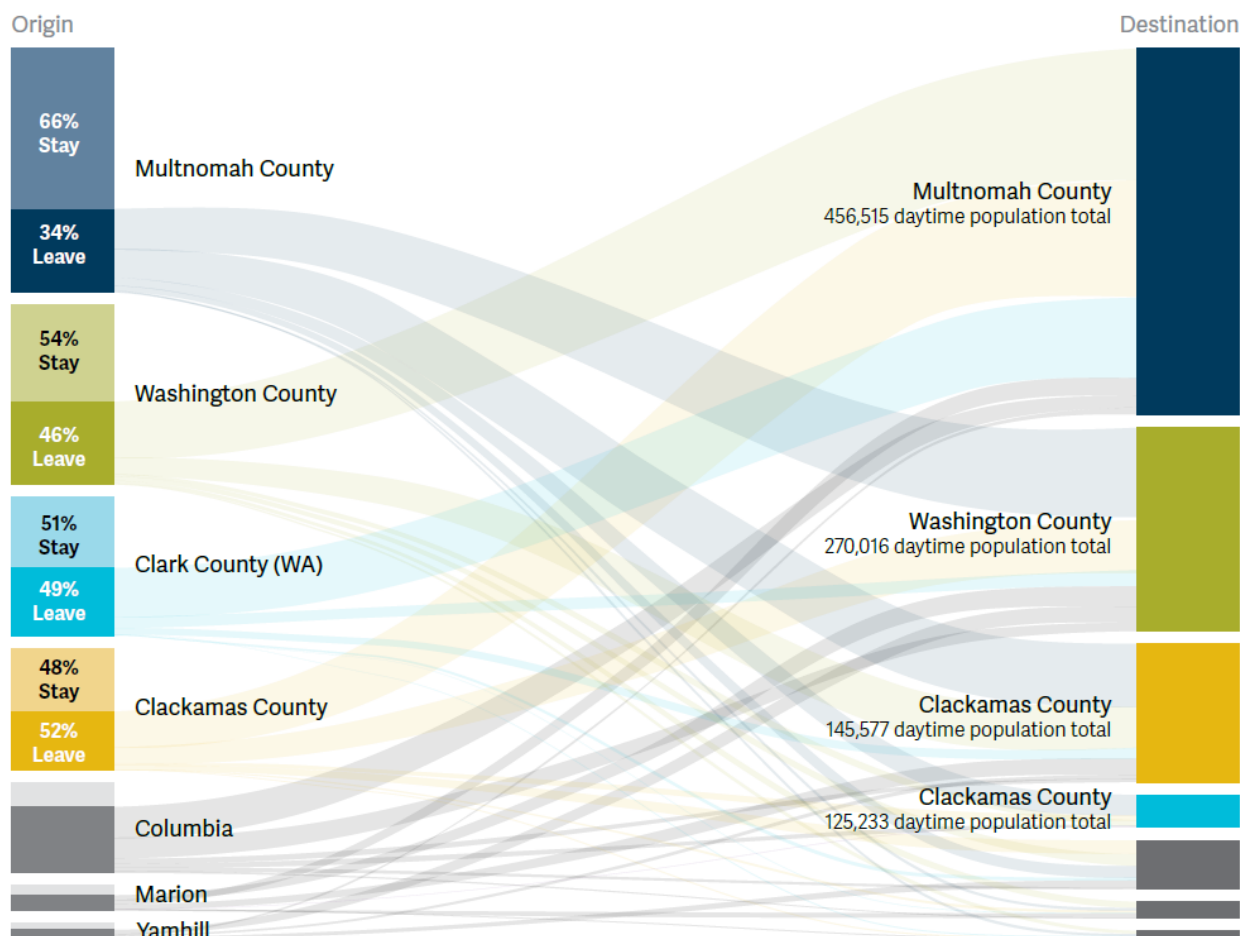 Origin
Destination
66%
Stay
Multnomah County
34%
Leave
Multnomah County
456,515 daytime population total
54%
Stay
Washington County
46%
Leave
Washington County
270,016 daytime population total
51%
Stay
Clark County (WA)
49%
Leave
48%
Stay
Clackamas County
52%
Leave
Clackamas County
145,577 daytime population total
Clackamas County
125,233 daytime population total
Columbia
Marion
Yamhill